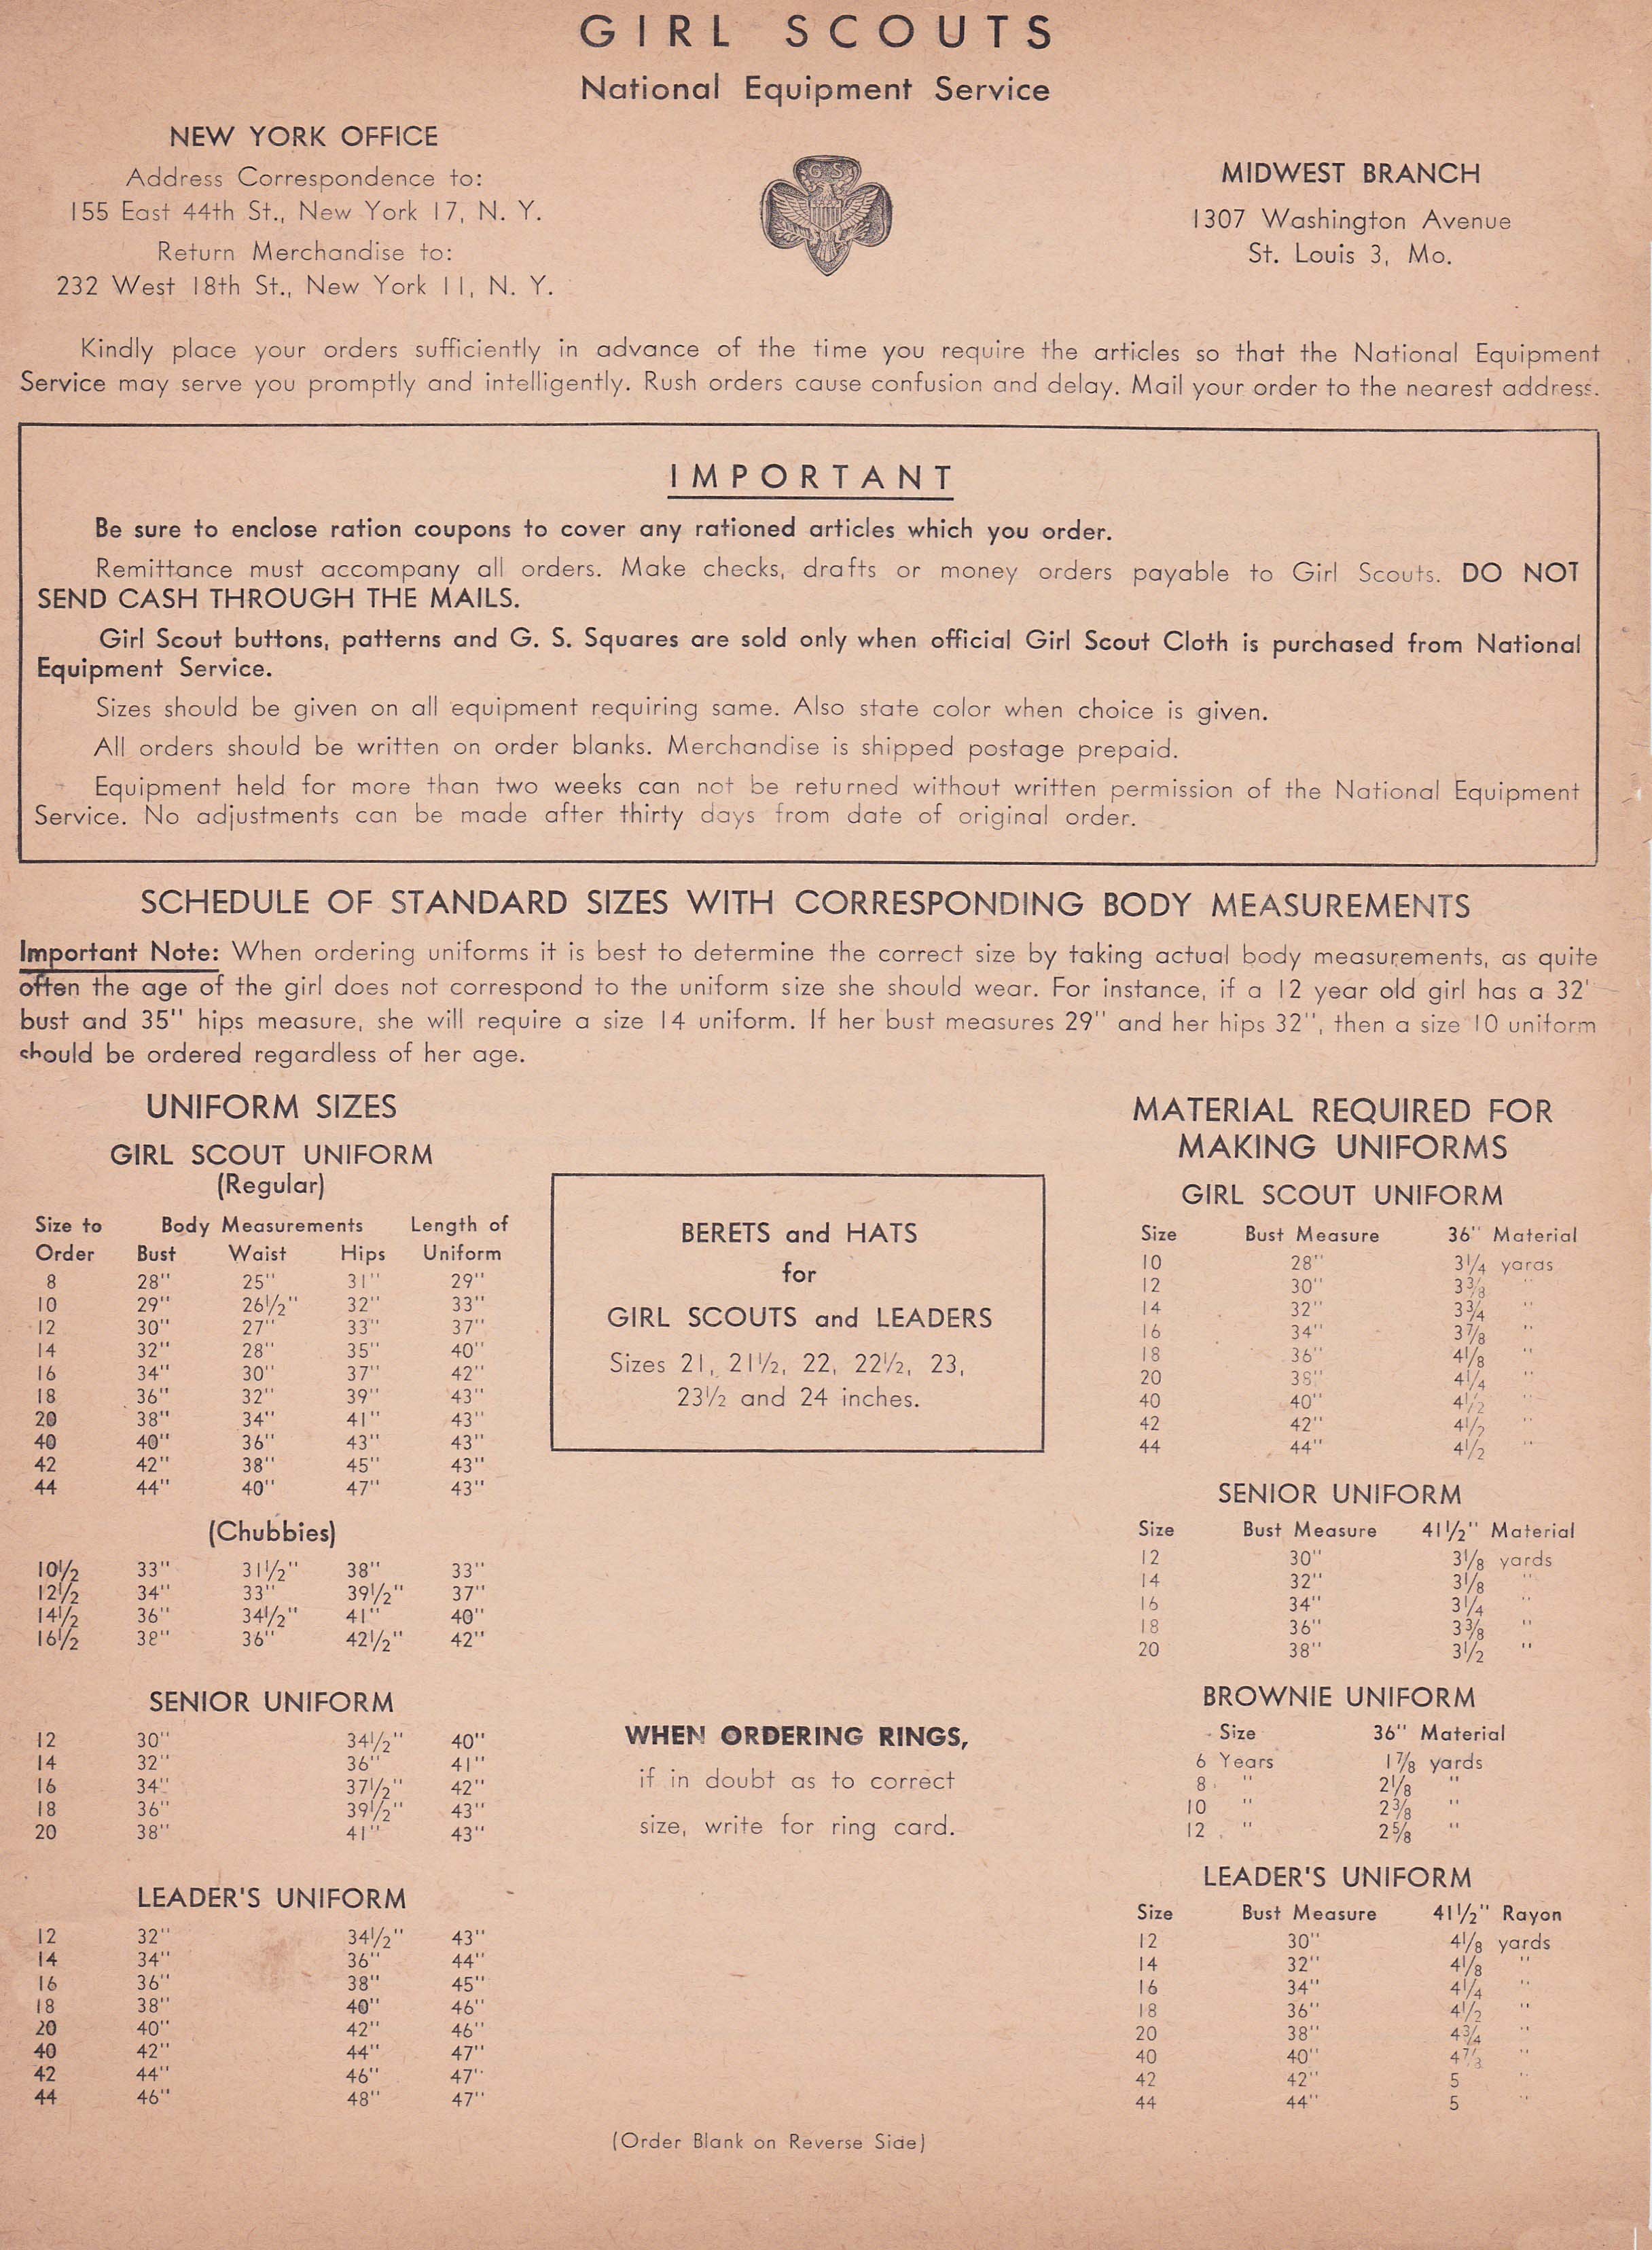 GIRL SCOUTS
National Equipment Service
NEW YORK OFFICE
Address Correspondence to:
155 East 44th St., New York 17, N. Y.
Return Merchandise to:
232 West 18th St., New York 11, N. Y.
GS
MIDWEST BRANCH
1307 Washington Avenue
St. Louis 3, Mo.
Kindly place your orders sufficiently in advance of the time you require the articles so that the National Equipment
Service may serve you promptly and intelligently. Rush orders cause confusion and delay. Mail your order to the nearest address.
IMPORTANT
Be sure to enclose ration coupons to cover any rationed articles which you order.
Remittance must accompany all orders. Make checks, drafts or money orders payable to Girl Scouts. DO NOT
SEND CASH THROUGH THE MAILS.
Girl Scout buttons, patterns and G. S. Squares are sold only when official Girl Scout Cloth is purchased from National
Equipment Service.
Sizes should be given on all equipment requiring same. Also state color when choice is given.
All orders should be written on order blanks. Merchandise is shipped postage prepaid.
Equipment held for more than two weeks can not be returned without written permission of the National Equipment
Service. No adjustments can be made after thirty days from date of original order.
SCHEDULE OF STANDARD SIZES WITH CORRESPONDING BODY MEASUREMENTS
Important Note: When ordering uniforms it is best to determine the correct size by taking actual body measurements, as quite
often the age of the girl does not correspond to the uniform size she should wear. For instance, if a 12 year old girl has a 32'
bust and 35" hips measure, she will require a size 14 uniform. If her bust measures 29" and her hips 32", then a size 10 uniform
should be ordered regardless of her age.
UNIFORM SIZES
GIRL SCOUT UNIFORM
(Regular)
Size to Body Measurements Length of
Order Bust Waist Hips Uniform
8 28" 25" 31" 29"
10 29" 26½" 32" 33"
12 30" 27" 33" 37"
14 32" 28" 35" 40"
16 34" 30" 37" 42"
18 36" 32" 39" 43"
20 38" 34" 41" 43"
40 40" 36" 43" 43"
42 42" 38" 45" 43"
44 44" 40" 47" 43"
(Chubbies)
10½ 33" 31½" 38" 33"
12½ 34" 33" 39½" 37"
14½ 36" 34½" 41" 40"
16½ 38" 36" 42½" 42"
SENIOR UNIFORM
12 30" 34½" 40"
14 32" 36" 41"
16 34" 37½" 42"
18 36" 39½" 43"
20 38" 41" 43"
LEADER'S UNIFORM
12 32" 34½" 43"
14 34" 36" 44"
16 36" 38" 45"
18 38" 40" 46"
20 40" 42" 46"
40 42" 44" 47"
42 44" 46" 47"
44 46" 48" 47"
BERETS and HATS
for
GIRL SCOUTS and LEADERS
Sizes 21, 21½, 22, 22½, 23,
23½ and 24 inches.
WHEN ORDERING RINGS,
if in doubt as to correct
size, write for ring card.
MATERIAL REQUIRED FOR
MAKING UNIFORMS
GIRL SCOUT UNIFORM
Size Bust Measure 36" Material
10 28" 3¼ yards
12 30" 3⅜ "
14 32" 3¾ "
16 34" 3⅞ "
18 36" 4⅛ "
20 38" 4¼ "
40 40" 4½ "
42 42" 4½ "
44 44" 4½ "
SENIOR UNIFORM
Size Bust Measure 41½" Material
12 30" 3⅛ yards
14 32" 3⅛ "
16 34" 3¼ "
18 36" 3⅜ "
20 38" 3½ "
BROWNIE UNIFORM
Size 36" Material
6 Years 1⅞ yards
8 " 2⅛ "
10 " 2⅜ "
12 " 2⅝ "
LEADER'S UNIFORM
Size Bust Measure 41½" Rayon
12 30" 4⅛ yards
14 32" 4⅛ "
16 34" 4¼ "
18 36" 4½ "
20 38" 4¾ "
40 40" 4⅞ "
42 42" 5 "
44 44" 5 "
(Order Blank on Reverse Side)